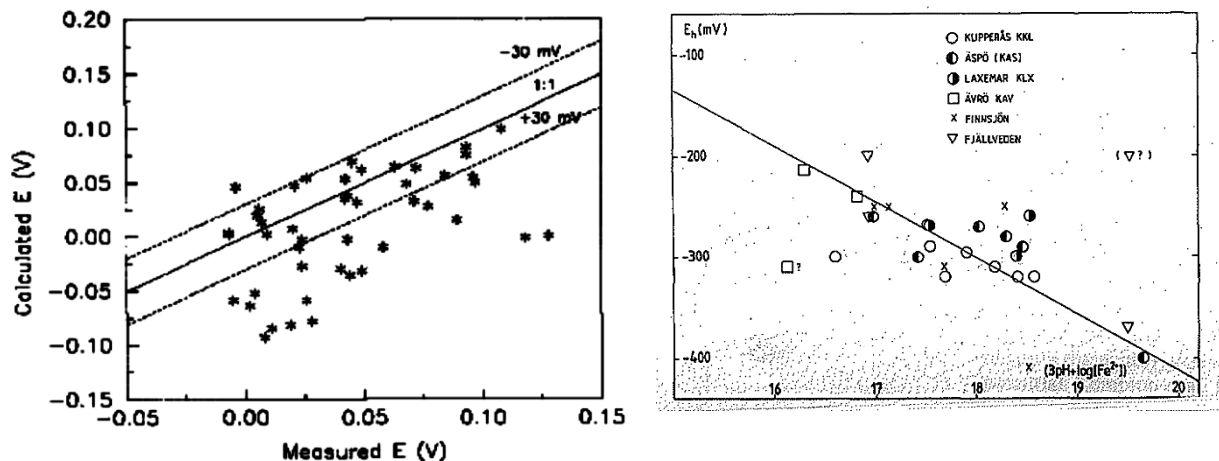 0.20
0.15
0.10
0.05
0.00
-0.05
-0.10
-0.15
Calculated E (V)
-30 mV
1:1
+30 mV
-0.05
0.00
0.05
0.10
0.15
Measured E (V)
Eh(mV)
-100
-200
-300
-400
KUPPERÅS KKL
ÄSPÖ (KAS)
LAXEMAR KLX
ÄVRÖ KAV
FINNSJÖN
FJÄLLVEDEN
( ? )
?
(3pH+log[Fe²⁺])
16
17
18
19
20